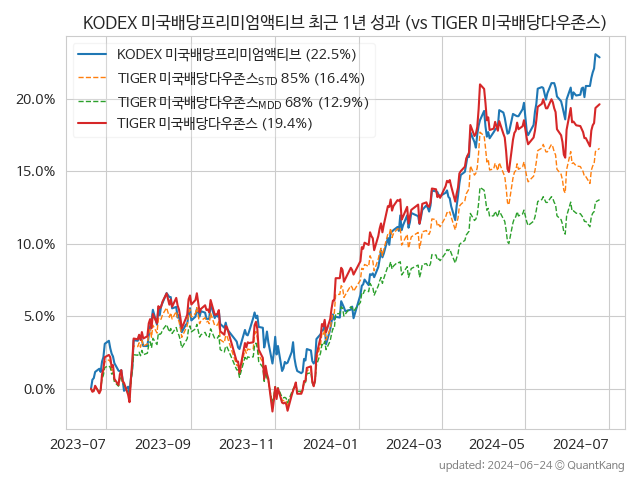 KODEX 미국배당프리미엄액티브 최근 1년 성과 (vs TIGER 미국배당다우존스)
KODEX 미국배당프리미엄액티브 (22.5%)
TIGER 미국배당다우존스STD 85% (16.4%)
TIGER 미국배당다우존스MDD 68% (12.9%)
TIGER 미국배당다우존스 (19.4%)
20.0%
15.0%
10.0%
5.0%
0.0%
2023-07 2023-09 2023-11 2024-01 2024-03 2024-05 2024-07
updated: 2024-06-24 © QuantKang